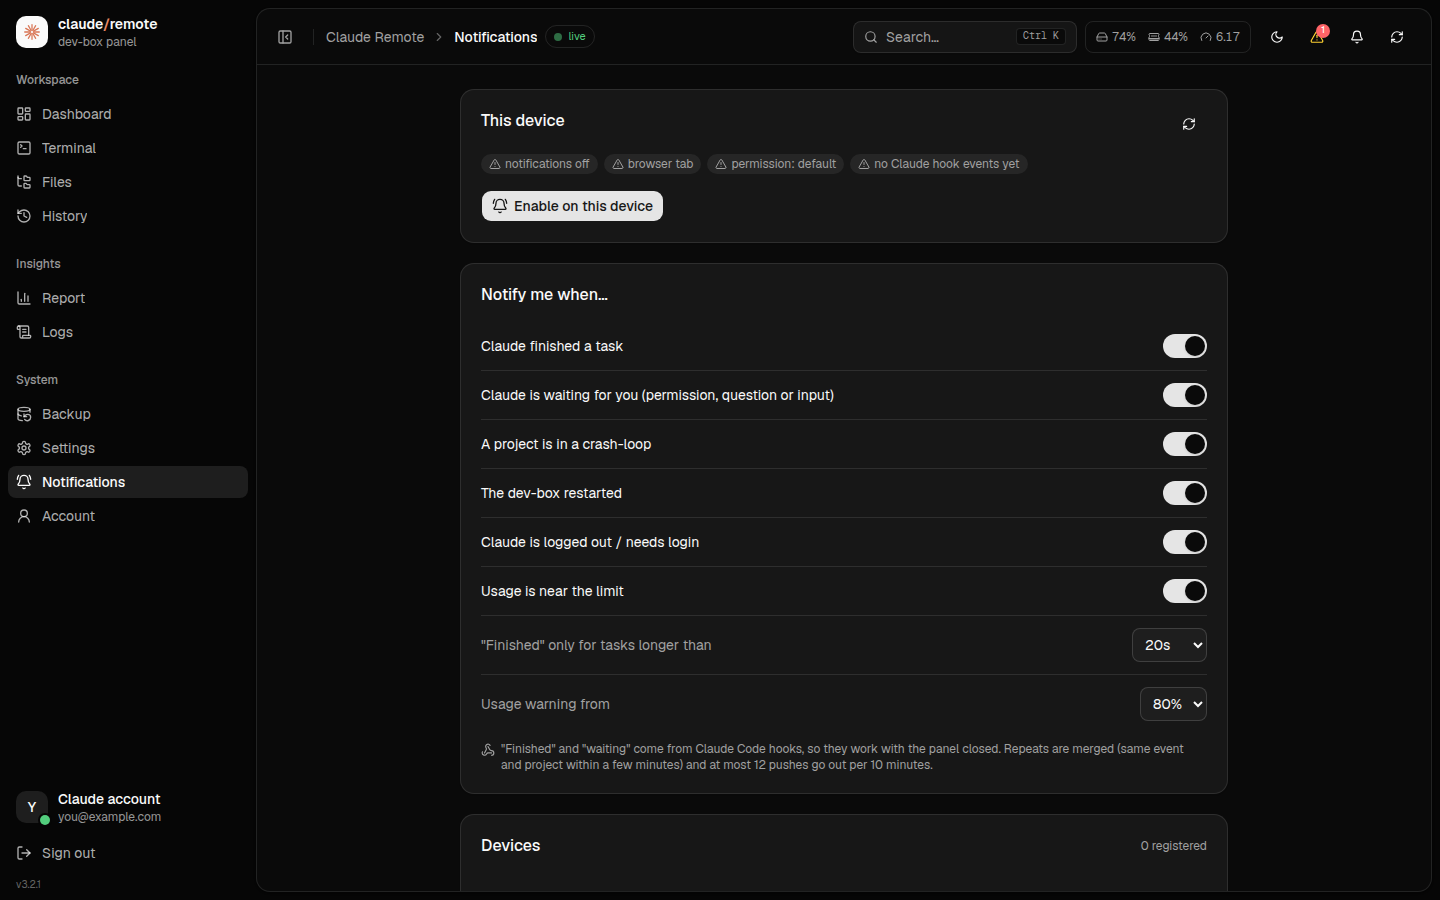 claude/remote
dev-box panel
Workspace
Dashboard
Terminal
Files
History
Insights
Report
Logs
System
Backup
Settings
Notifications
Account
Y
Claude account
you@example.com
Sign out
v3.2.1
Claude Remote > Notifications live
Search... Ctrl K
74% 44% 6.17
1
This device
notifications off
browser tab
permission: default
no Claude hook events yet
Enable on this device
Notify me when...
Claude finished a task
Claude is waiting for you (permission, question or input)
A project is in a crash-loop
The dev-box restarted
Claude is logged out / needs login
Usage is near the limit
"Finished" only for tasks longer than 20s
Usage warning from 80%
"Finished" and "waiting" come from Claude Code hooks, so they work with the panel closed. Repeats are merged (same event
and project within a few minutes) and at most 12 pushes go out per 10 minutes.
Devices 0 registered